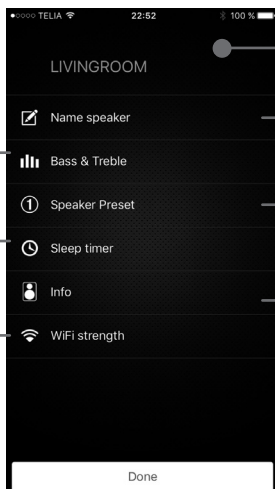 TELIA 22:52 100 %
LIVINGROOM
Name speaker
Bass & Treble
1 Speaker Preset
Sleep timer
Info
WiFi strength
Done